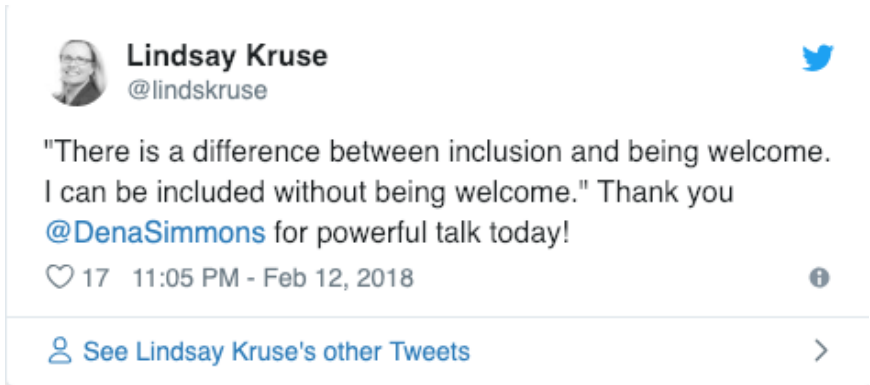 Lindsay Kruse
@lindskruse
"There is a difference between inclusion and being welcome.
I can be included without being welcome." Thank you
@DenaSimmons for powerful talk today!
17 11:05 PM - Feb 12, 2018
See Lindsay Kruse's other Tweets